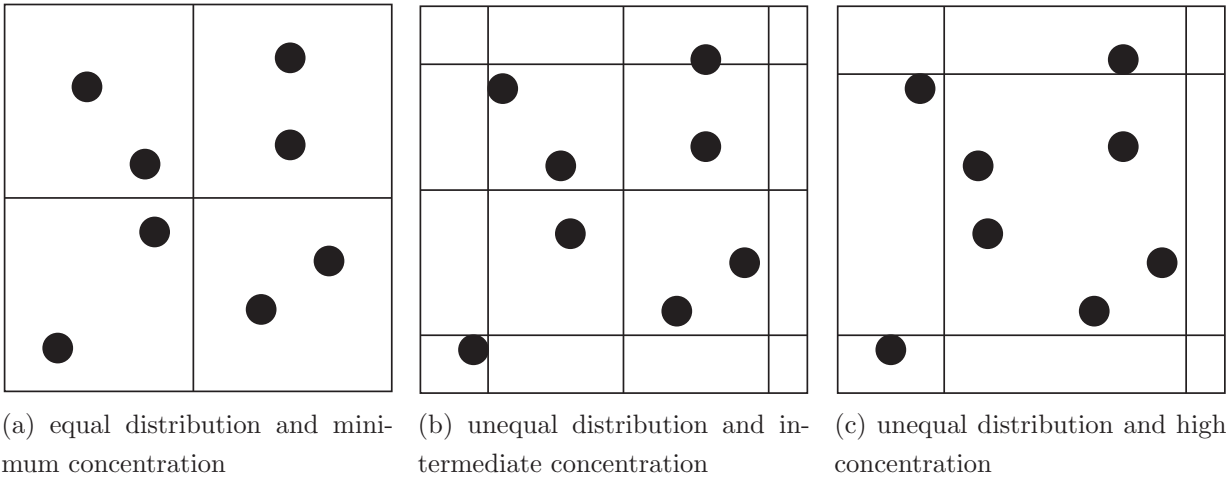 (a) equal distribution and mini-
mum concentration
(b) unequal distribution and in-
termediate concentration
(c) unequal distribution and high
concentration